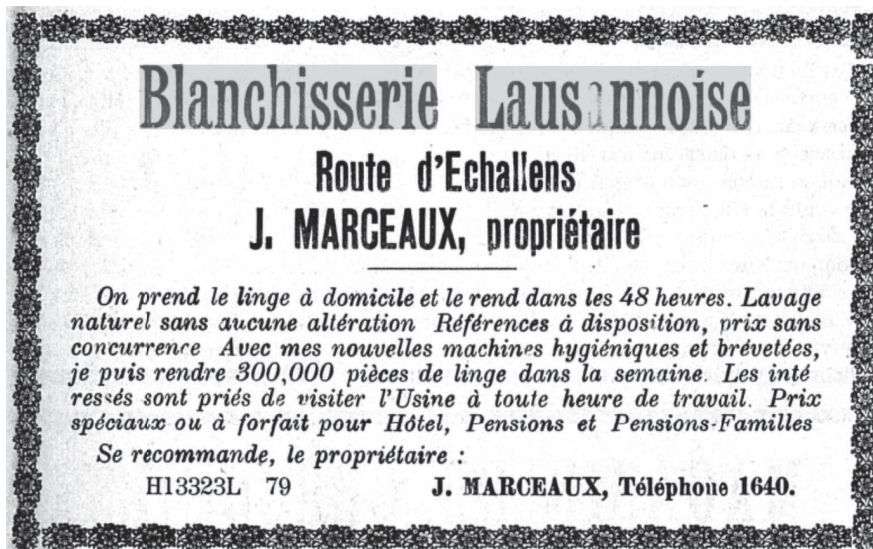 Blanchisserie Lausannoise
Route d'Echallens
J. MARCEAUX, propriétaire
On prend le linge à domicile et le rend dans les 48 heures. Lavage
naturel sans aucune altération Références à disposition, prix sans
concurrence Avec mes nouvelles machines hygiéniques et brévetées,
je puis rendre 300,000 pièces de linge dans la semaine. Les inté
ressés sont priés de visiter l'Usine à toute heure de travail. Prix
spéciaux ou à forfait pour Hôtel, Pensions et Pensions-Familles
Se recommande, le propriétaire :
H13323L 79 J. MARCEAUX, Téléphone 1640.